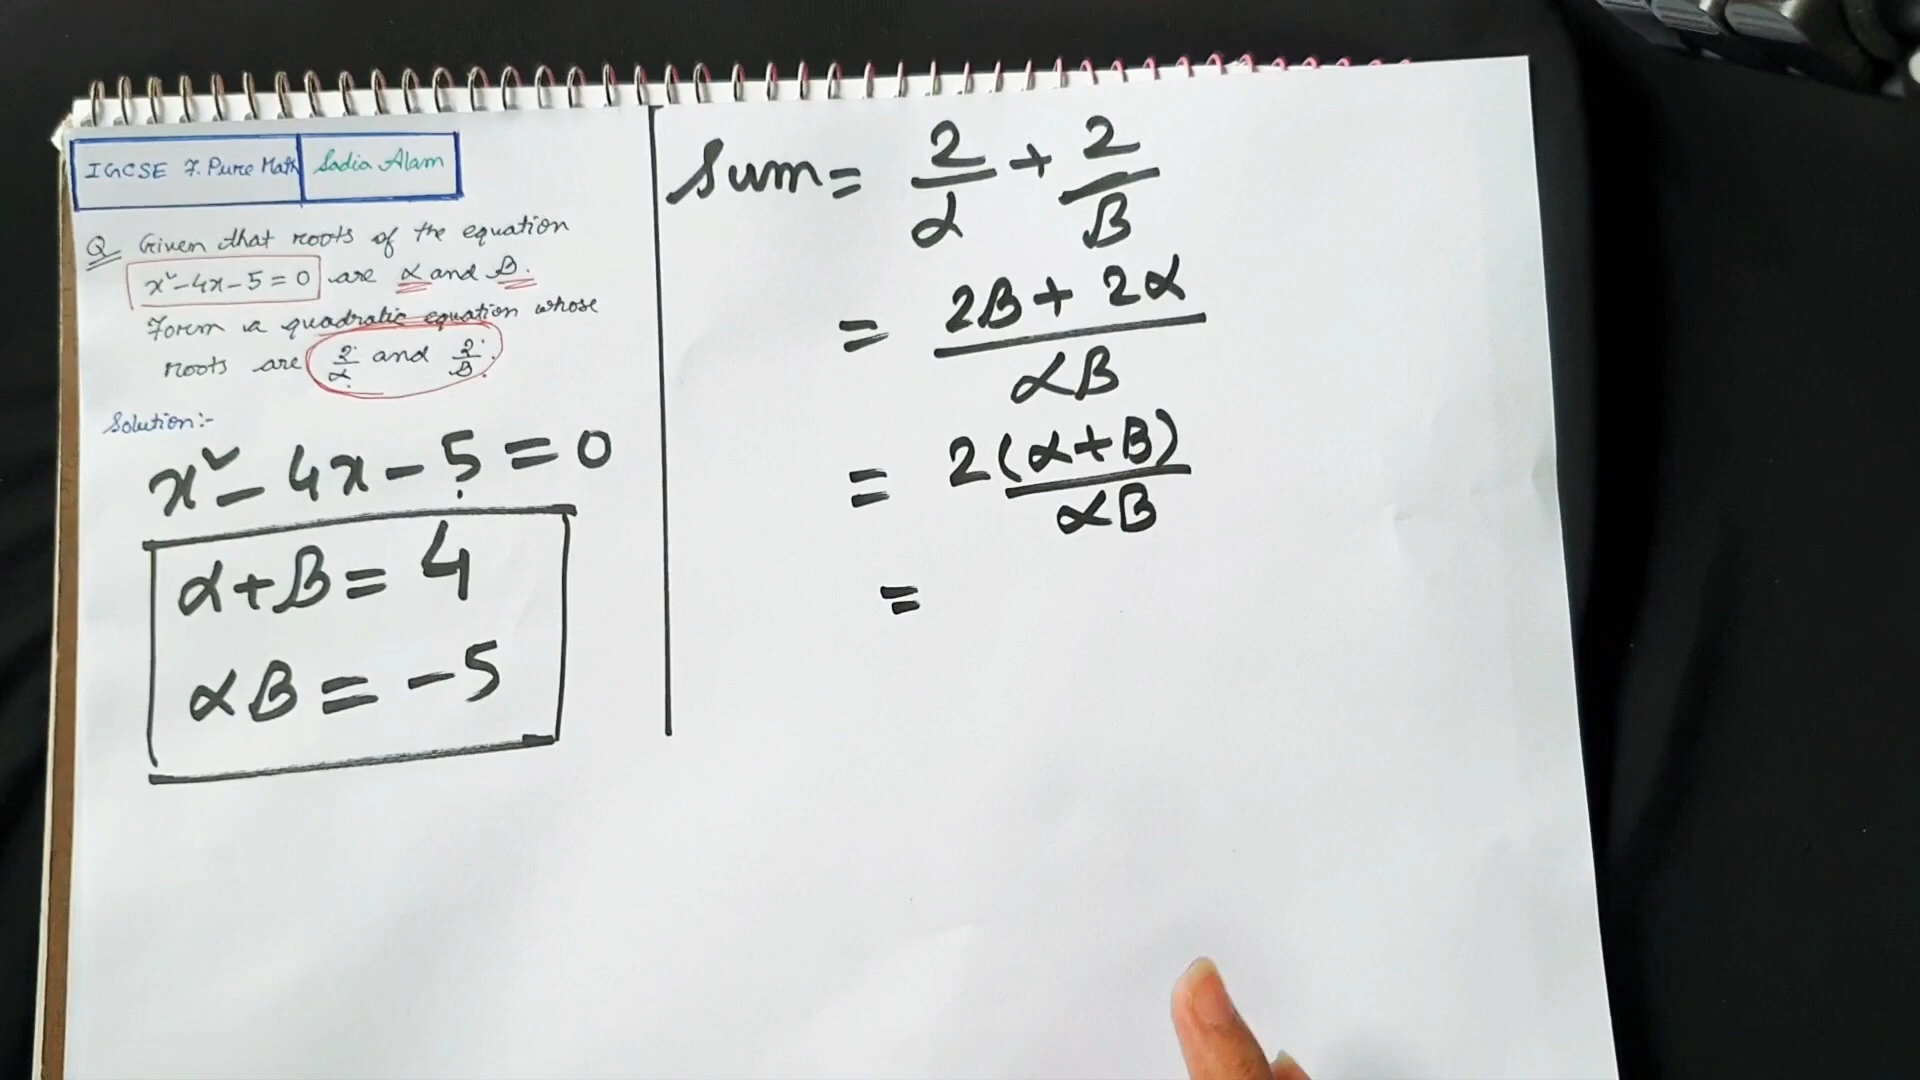 IGCSE F. Pure Math Sadia Alam
Q Given that roots of the equation
x²-4x-5=0 are α and β.
Form a quadratic equation whose
roots are 2/α and 2/β.
Solution:-
x²-4x-5=0
α+β=4
αβ=-5
Sum= 2/α + 2/β
= 2β+2α/αβ
= 2(α+β)/αβ
=